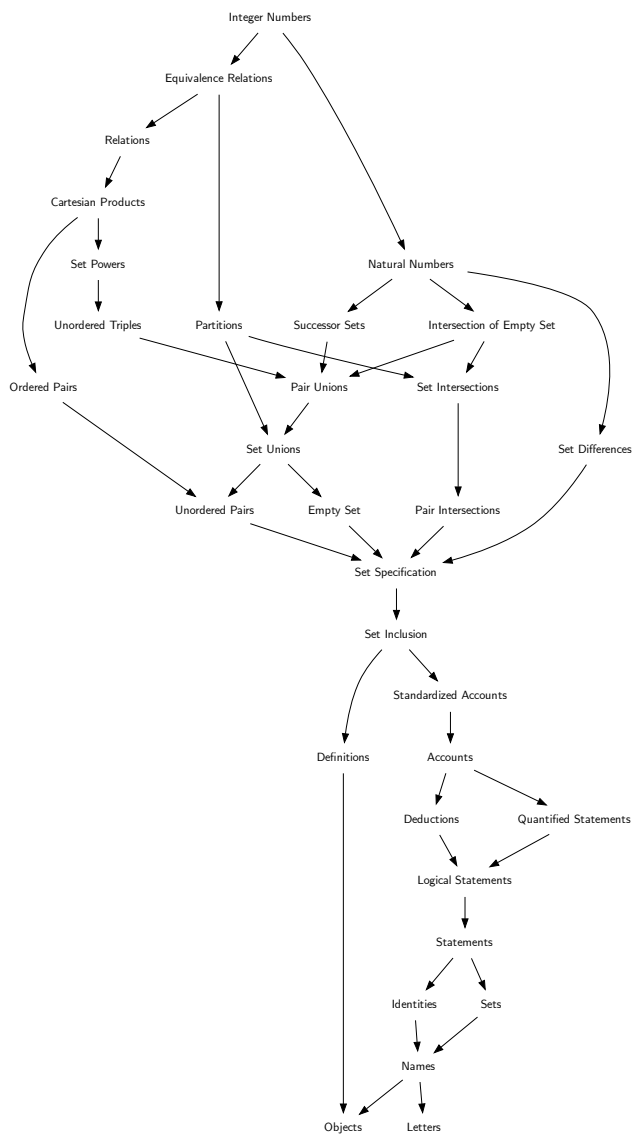 Integer Numbers
Equivalence Relations
Relations
Cartesian Products
Set Powers
Natural Numbers
Unordered Triples
Partitions
Successor Sets
Intersection of Empty Set
Ordered Pairs
Pair Unions
Set Intersections
Set Unions
Set Differences
Unordered Pairs
Empty Set
Pair Intersections
Set Specification
Set Inclusion
Standardized Accounts
Definitions
Accounts
Deductions
Quantified Statements
Logical Statements
Statements
Identities
Sets
Names
Objects
Letters